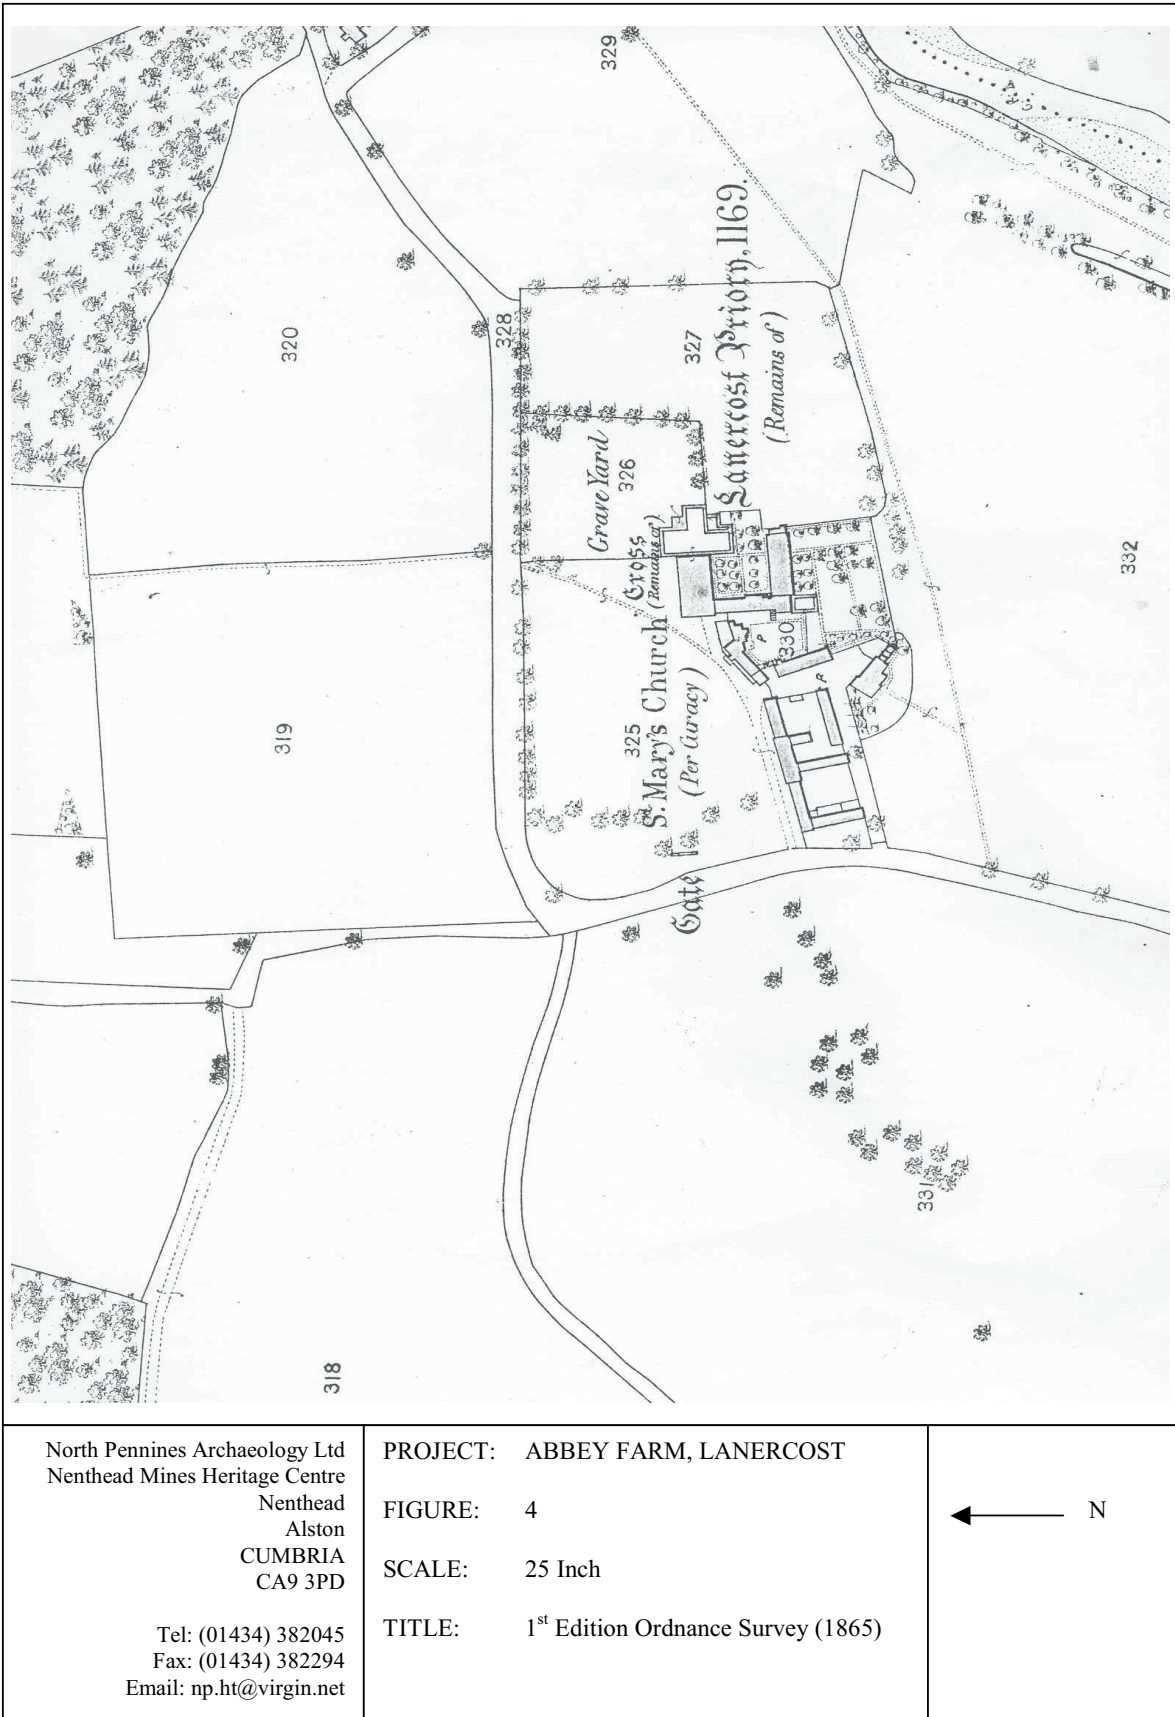 329
320
328
327
Lanercost Priory, 1169.
(Remains of)
Grave Yard
326
Cross
(Remains of)
319
325
St. Mary's Church
(Per Curacy)
330
P
P
332
Gate
331
318
North Pennines Archaeology Ltd
Nenthead Mines Heritage Centre
Nenthead
Alston
CUMBRIA
CA9 3PD
Tel: (01434) 382045
Fax: (01434) 382294
Email: np.ht@virgin.net
PROJECT: ABBEY FARM, LANERCOST
FIGURE: 4
SCALE: 25 Inch
TITLE: 1st Edition Ordnance Survey (1865)
N